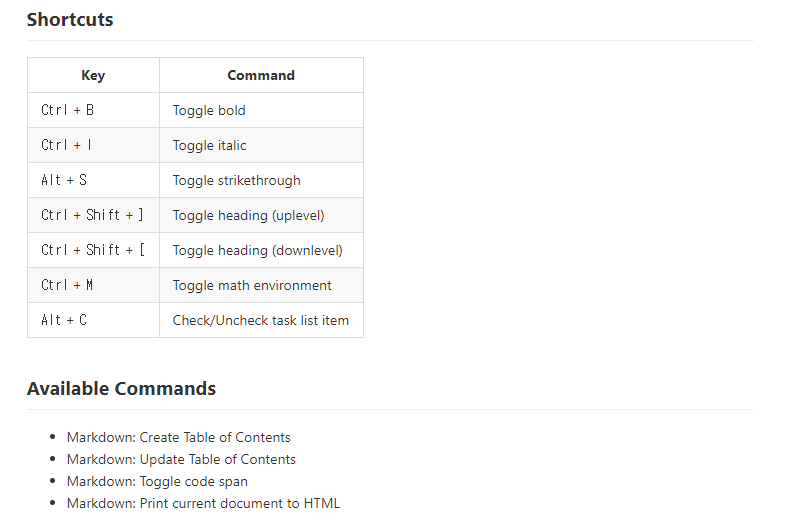 Shortcuts
Key Command
Ctrl + B Toggle bold
Ctrl + I Toggle italic
Alt + S Toggle strikethrough
Ctrl + Shift + ] Toggle heading (uplevel)
Ctrl + Shift + [ Toggle heading (downlevel)
Ctrl + M Toggle math environment
Alt + C Check/Uncheck task list item
Available Commands
• Markdown: Create Table of Contents
• Markdown: Update Table of Contents
• Markdown: Toggle code span
• Markdown: Print current document to HTML